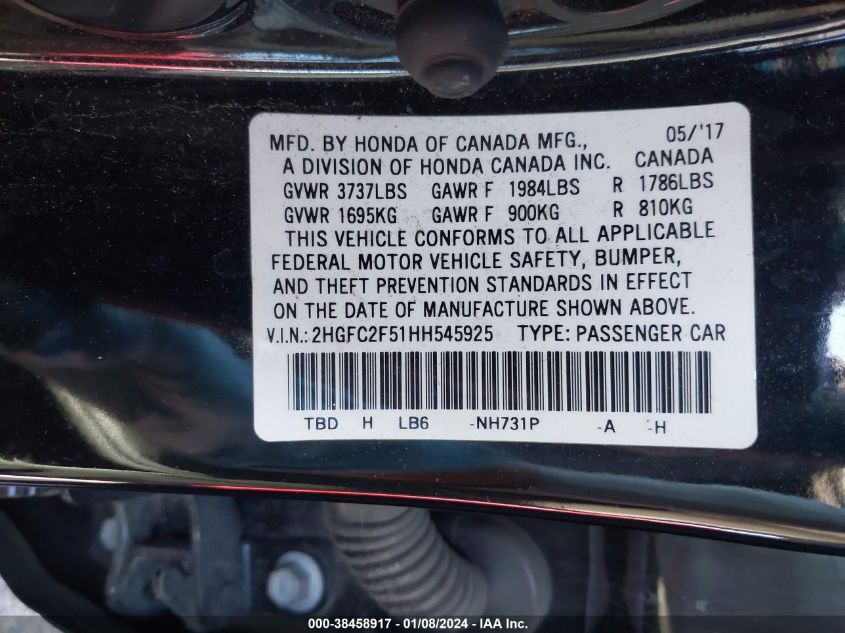 MFD. BY HONDA OF CANADA MFG., 05/'17
A DIVISION OF HONDA CANADA INC. CANADA
GVWR 3737LBS GAWR F 1984LBS R 1786LBS
GVWR 1695KG GAWR F 900KG R 810KG
THIS VEHICLE CONFORMS TO ALL APPLICABLE
FEDERAL MOTOR VEHICLE SAFETY, BUMPER,
AND THEFT PREVENTION STANDARDS IN EFFECT
ON THE DATE OF MANUFACTURE SHOWN ABOVE.
V.I.N.: 2HGFC2F51HH545925 TYPE: PASSENGER CAR
TBD H LB6 -NH731P -A -H
000-38458917 - 01/08/2024 - -INC.